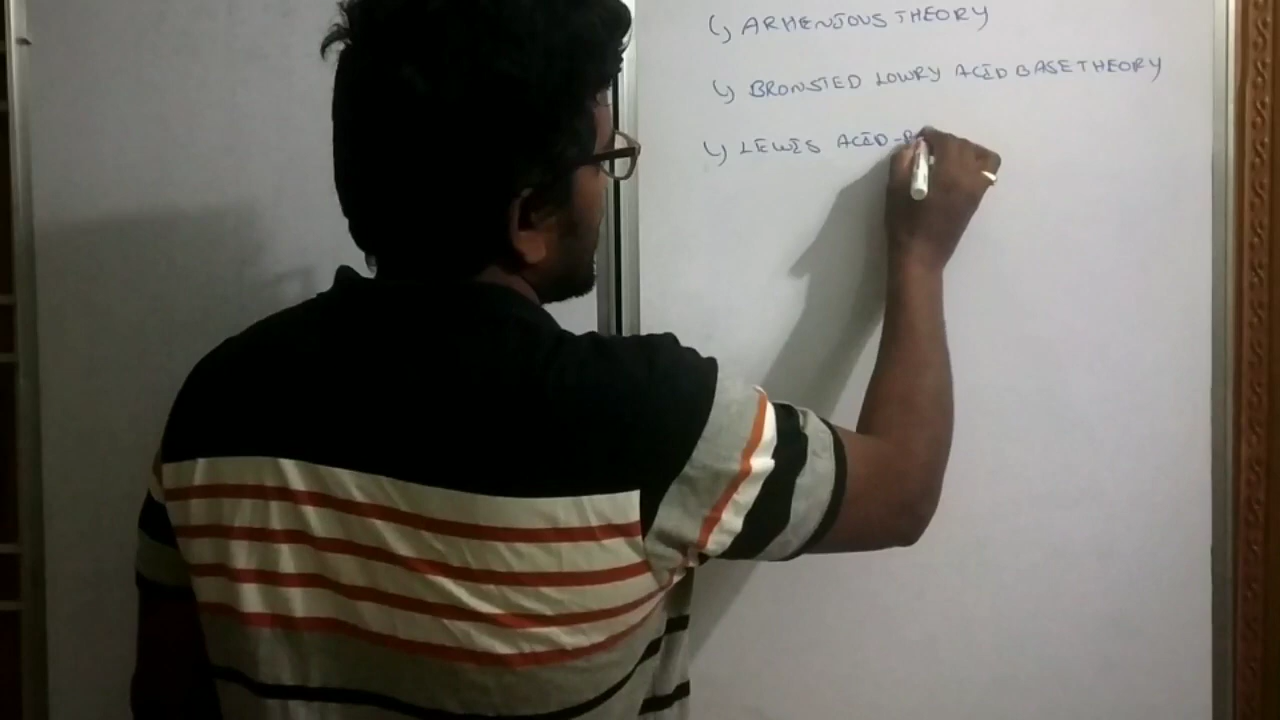 ARHENIOUS THEORY
BRONSTED LOWRY ACID BASE THEORY
LEWIS ACID-